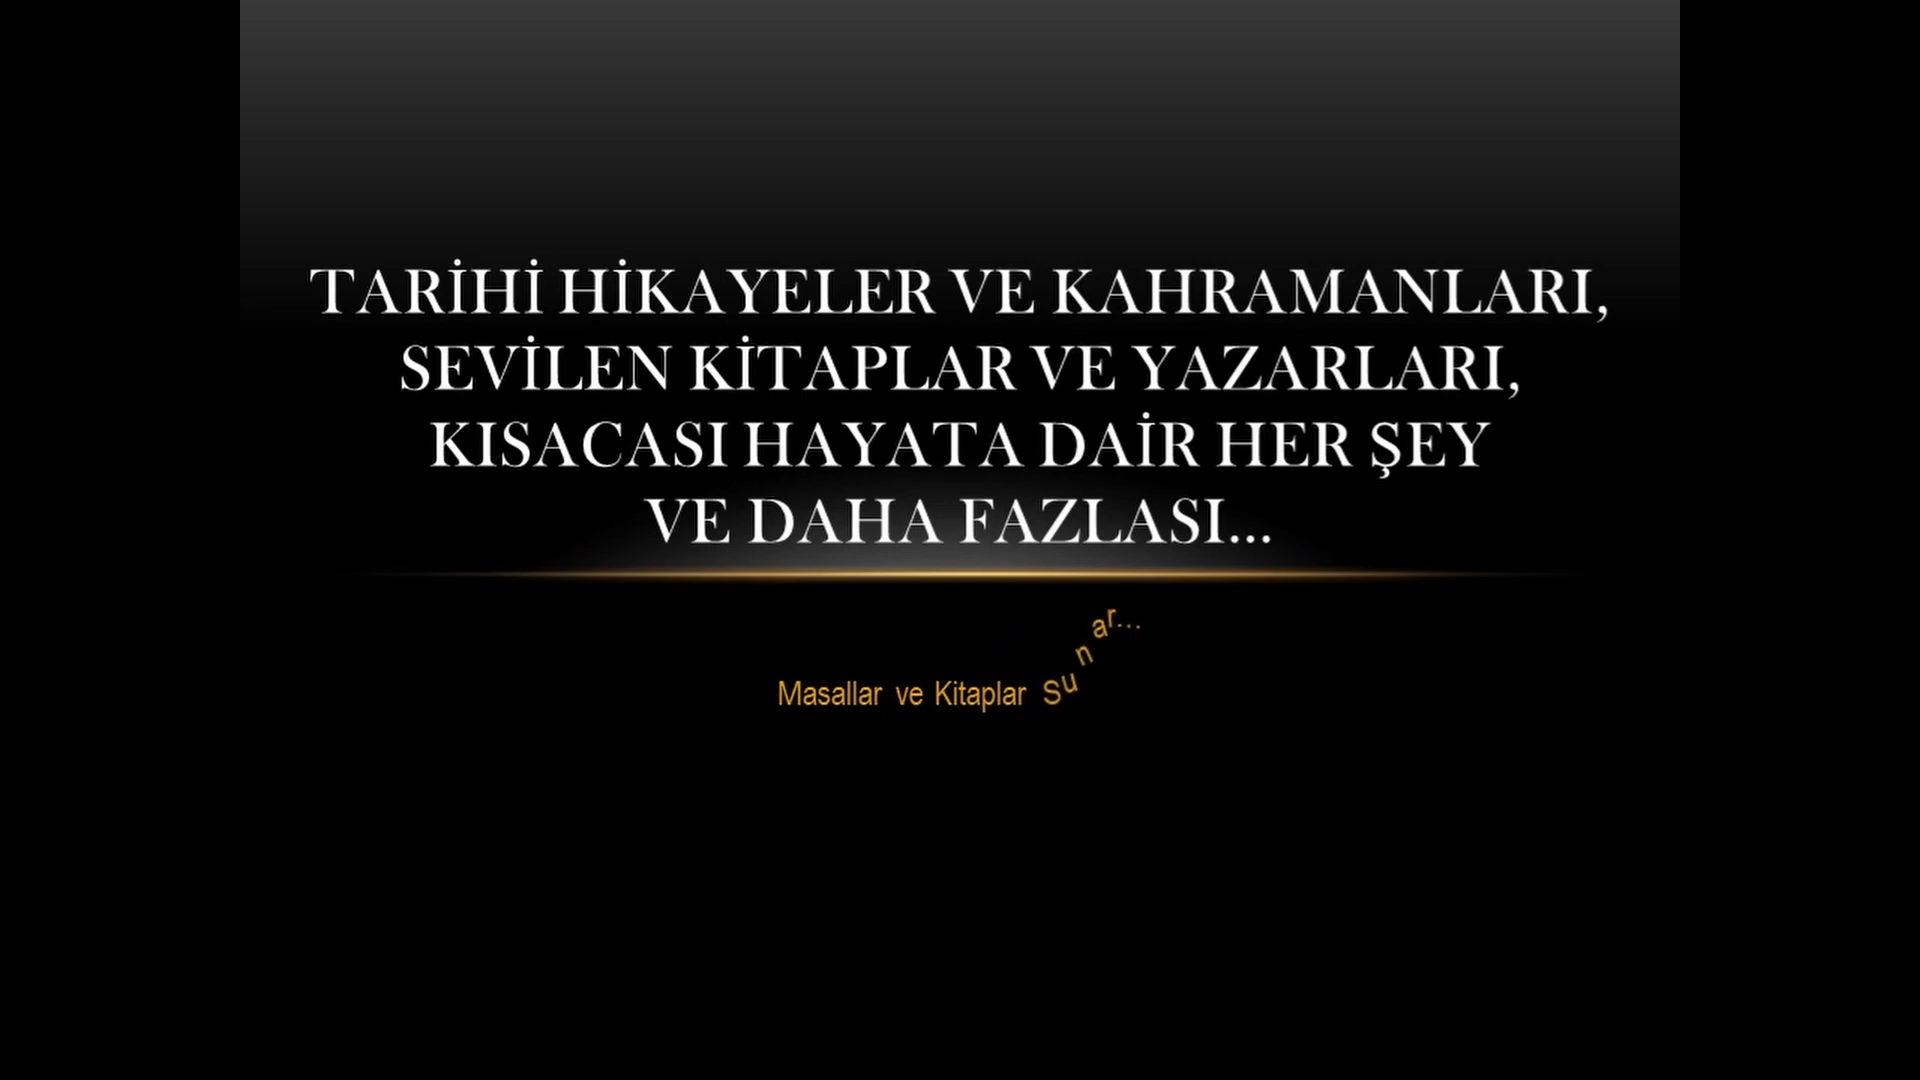 TARİHİ HİKAYELER VE KAHRAMANLARI,
SEVİLEN KİTAPLAR VE YAZARLARI,
KISACASI HAYATA DAİR HER ŞEY
VE DAHA FAZLASI...
Masallar ve Kitaplar Sunar...